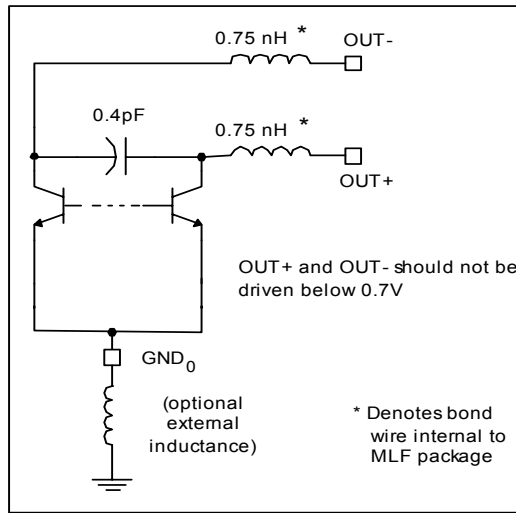 0.75 nH *
OUT-
0.4pF
0.75 nH *
OUT+
OUT+ and OUT- should not be
driven below 0.7V
GND0
(optional
external
inductance)
* Denotes bond
wire internal to
MLF package